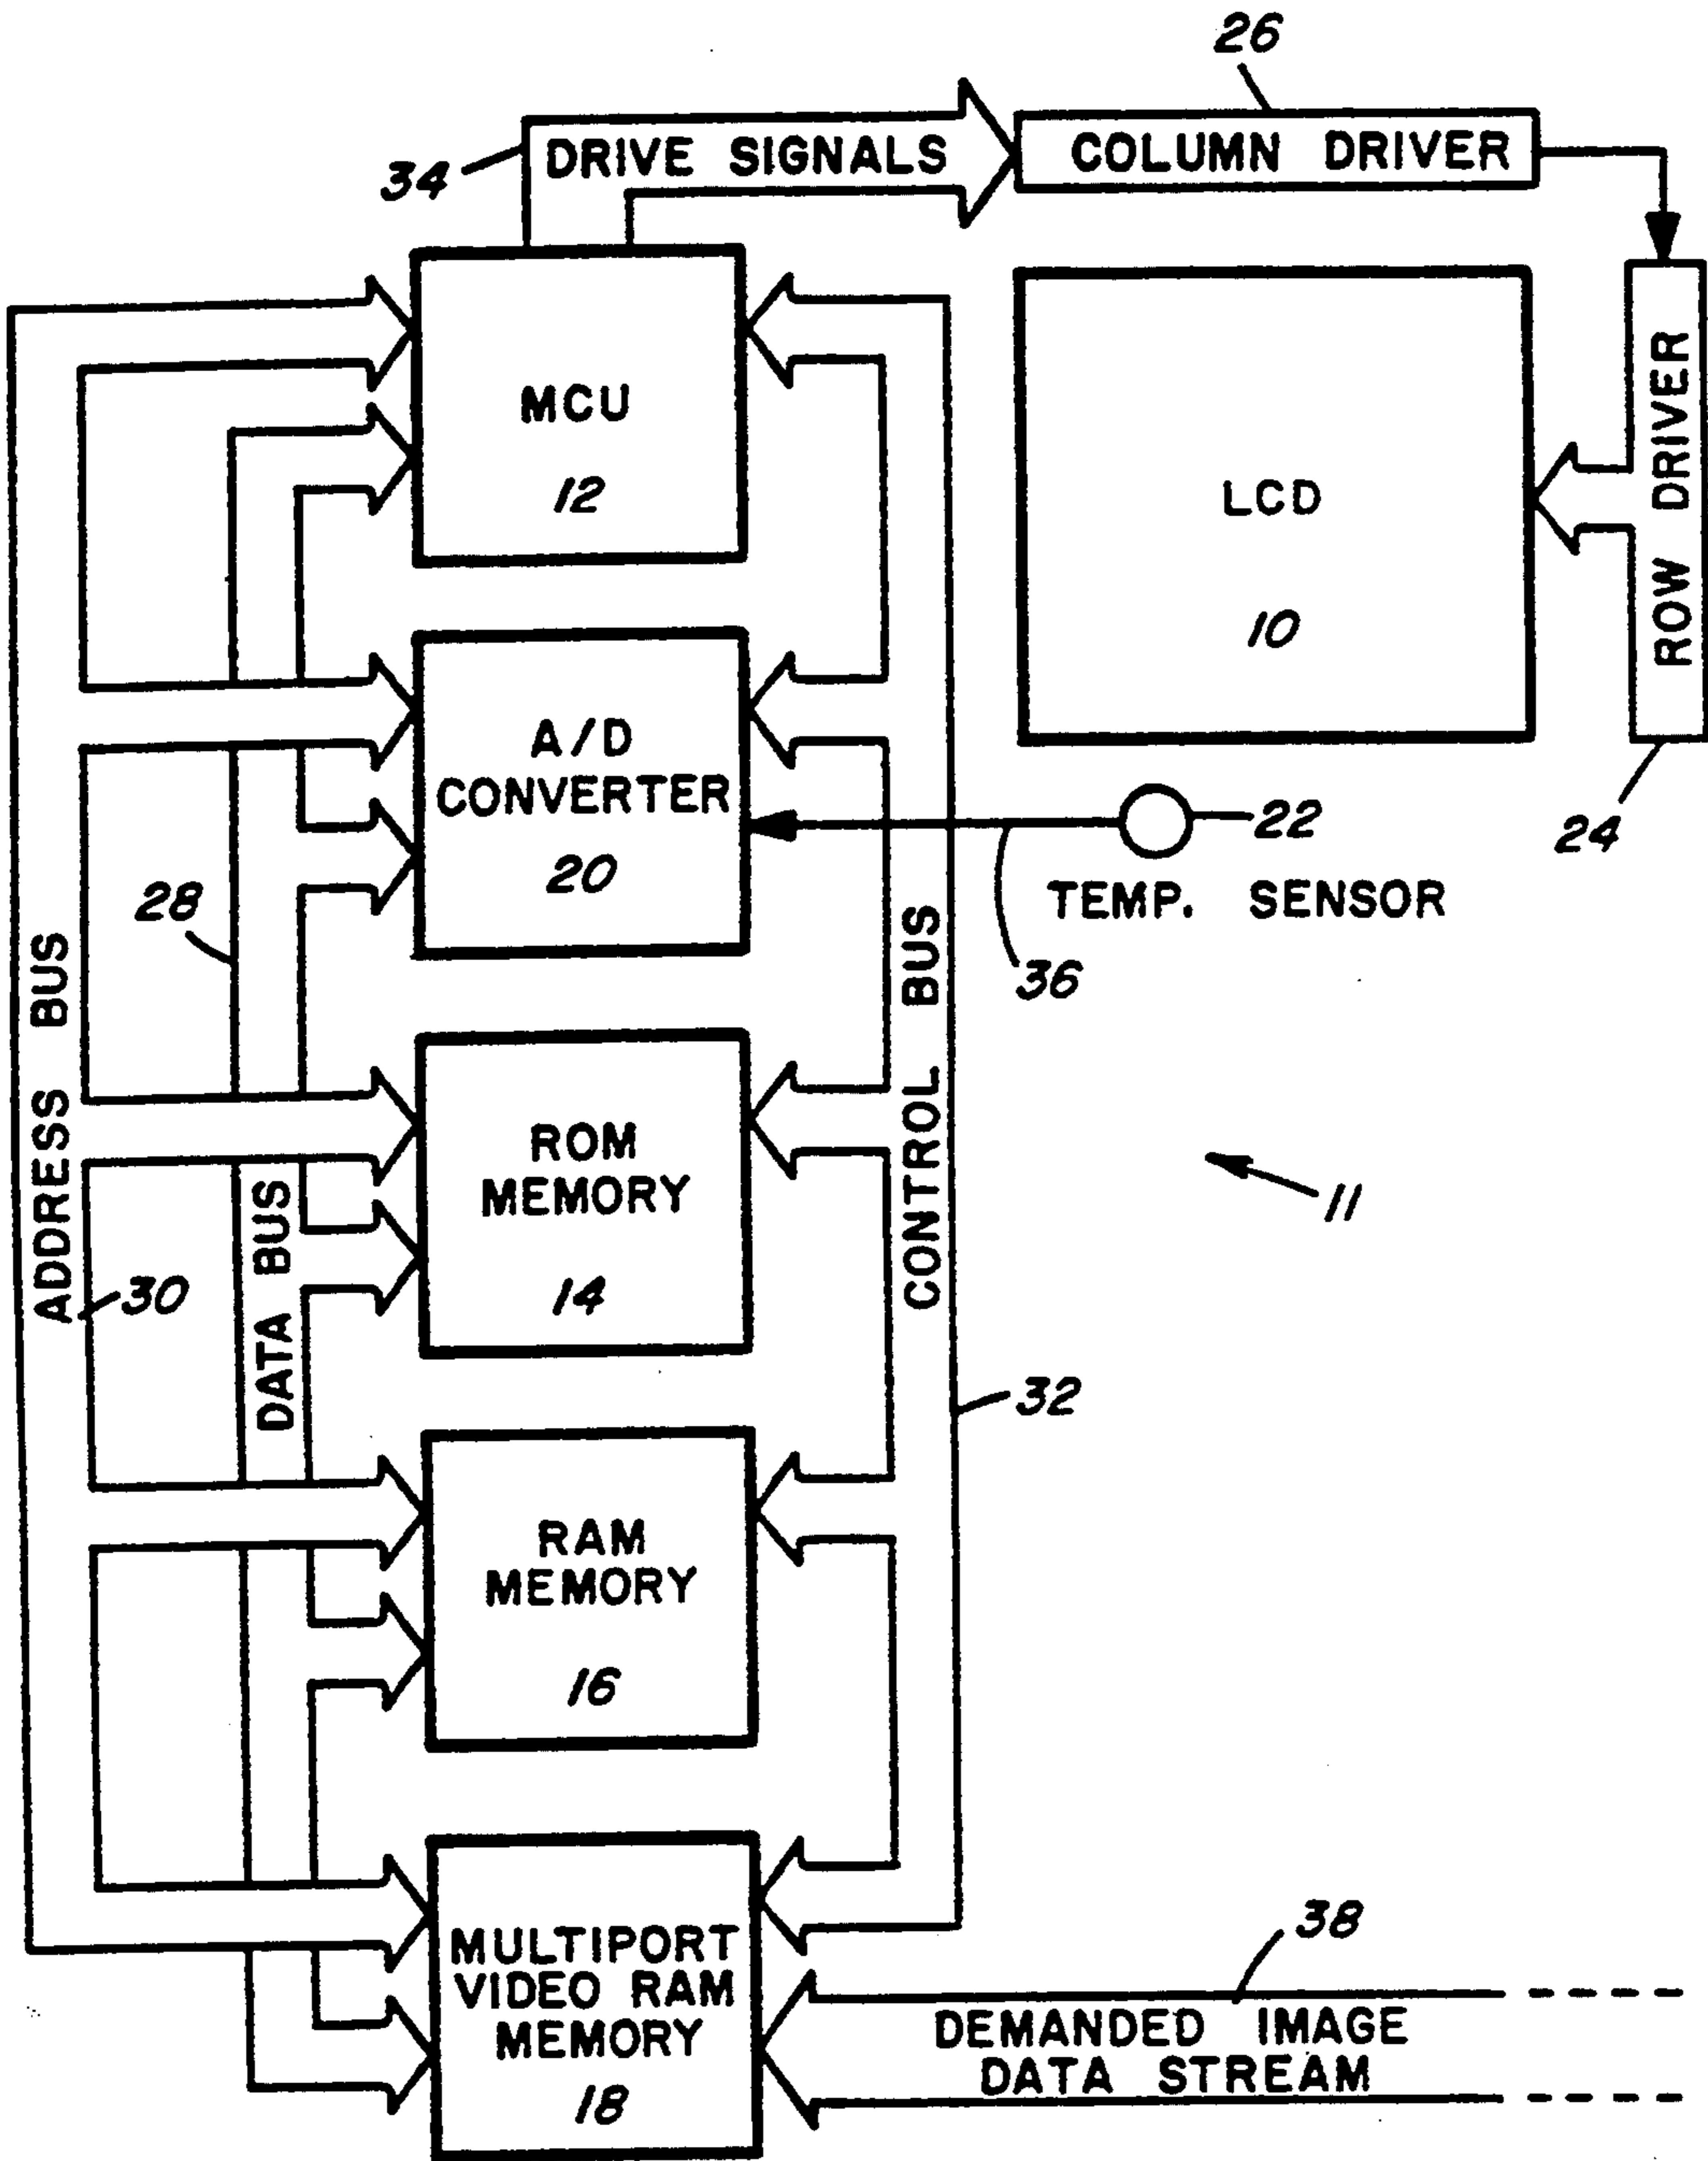 26
34
DRIVE SIGNALS
COLUMN DRIVER
MCU
12
LCD
10
ROW DRIVER
24
A/D
CONVERTER
20
22
TEMP. SENSOR
36
28
ADDRESS BUS
30
DATA BUS
CONTROL BUS
32
11
ROM
MEMORY
14
RAM
MEMORY
16
MULTIPORT
VIDEO RAM
MEMORY
18
38
DEMANDED IMAGE
DATA STREAM